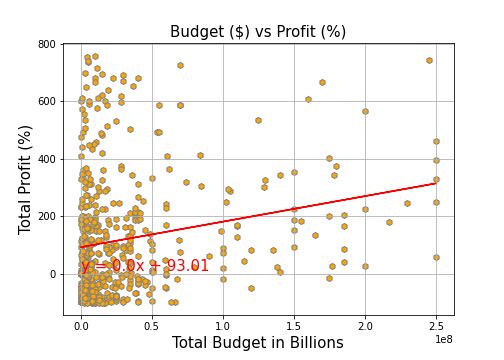 Budget ($) vs Profit (%)
800
600
400
200
0
Total Profit (%)
y = 0.0x + 93.01
0.0 0.5 1.0 1.5 2.0 2.5
1e8
Total Budget in Billions